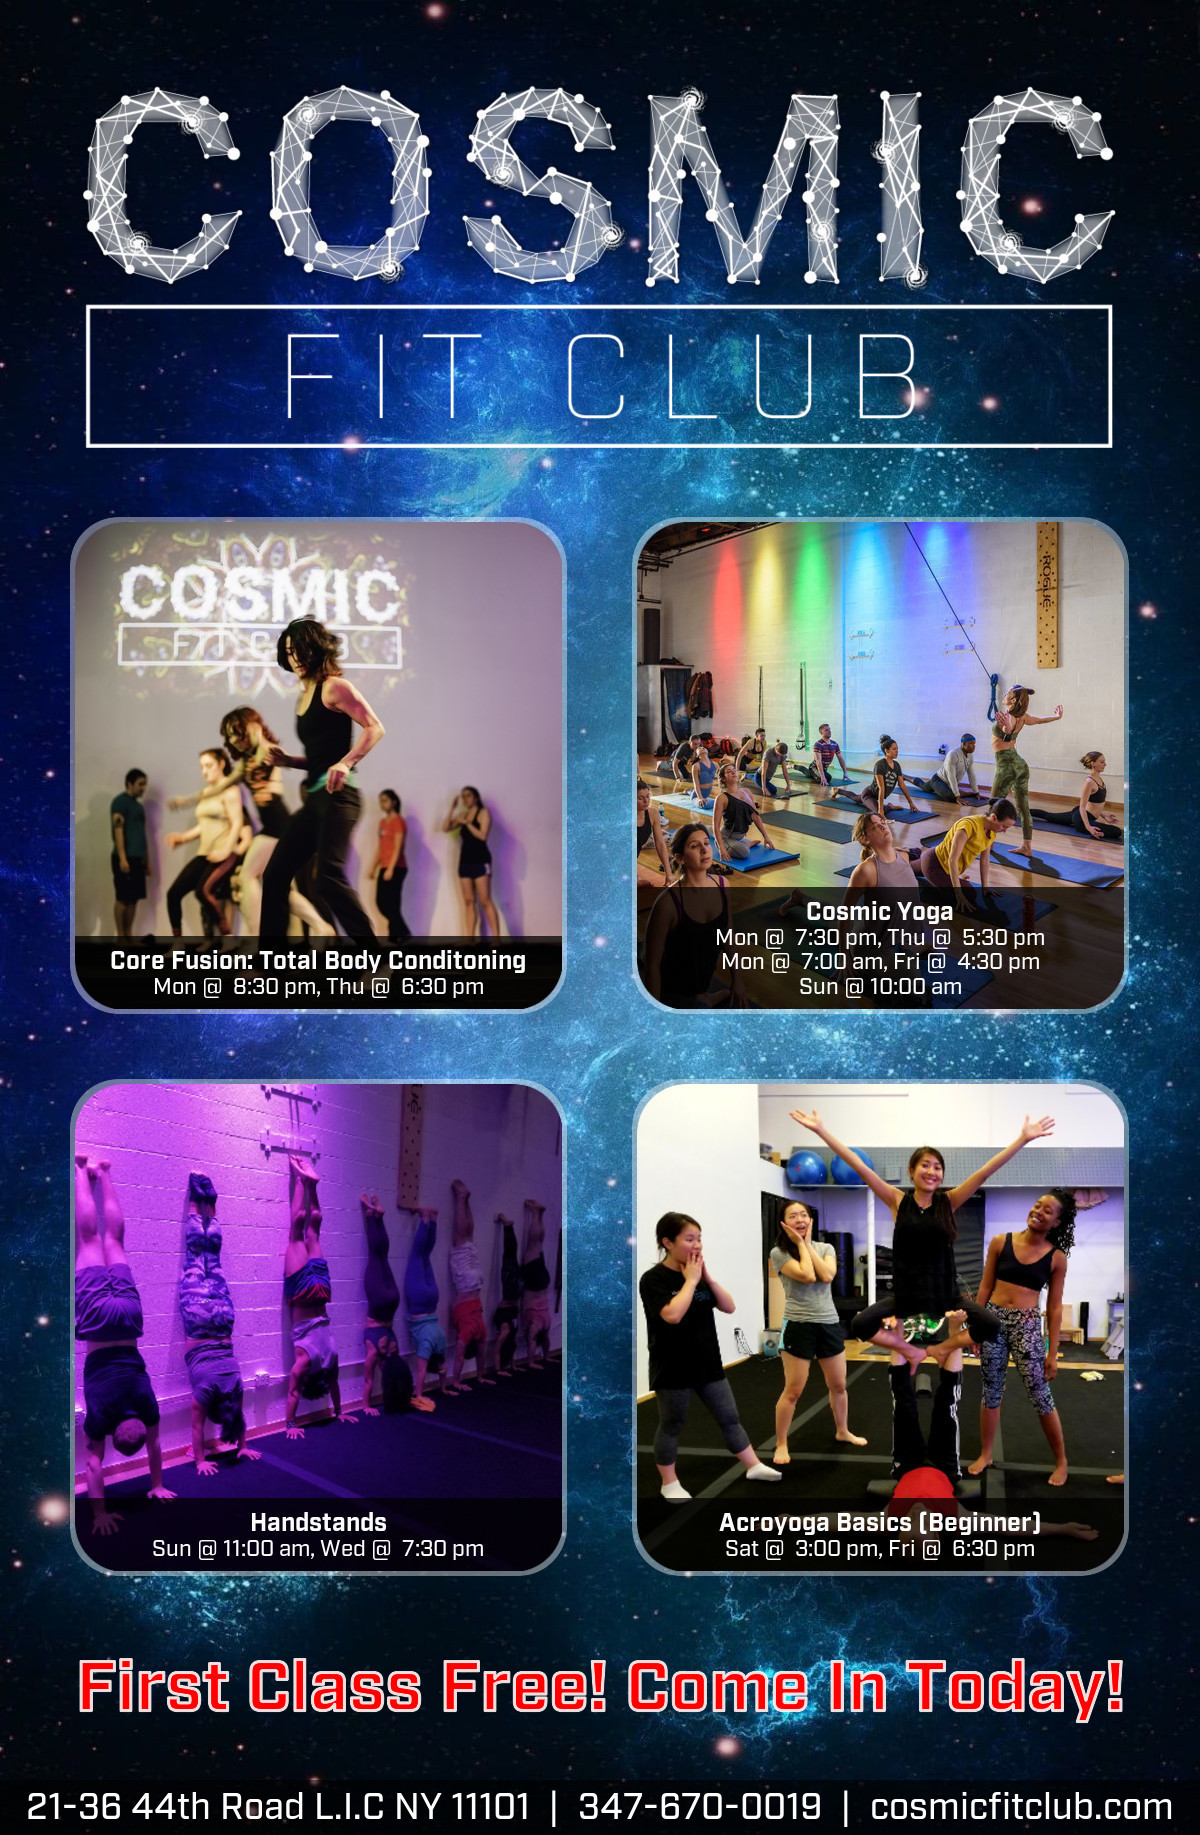 COSMIC
FIT CLUB
COSMIC
FIT CLUB
ROGUE
Core Fusion: Total Body Conditoning
Mon @ 8:30 pm, Thu @ 6:30 pm
Cosmic Yoga
Mon @ 7:30 pm, Thu @ 5:30 pm
Mon @ 7:00 am, Fri @ 4:30 pm
Sun @ 10:00 am
ROGUE
Handstands
Sun @ 11:00 am, Wed @ 7:30 pm
Acroyoga Basics (Beginner)
Sat @ 3:00 pm, Fri @ 6:30 pm
First Class Free! Come In Today!
21-36 44th Road L.I.C NY 11101 | 347-670-0019 | cosmicfitclub.com